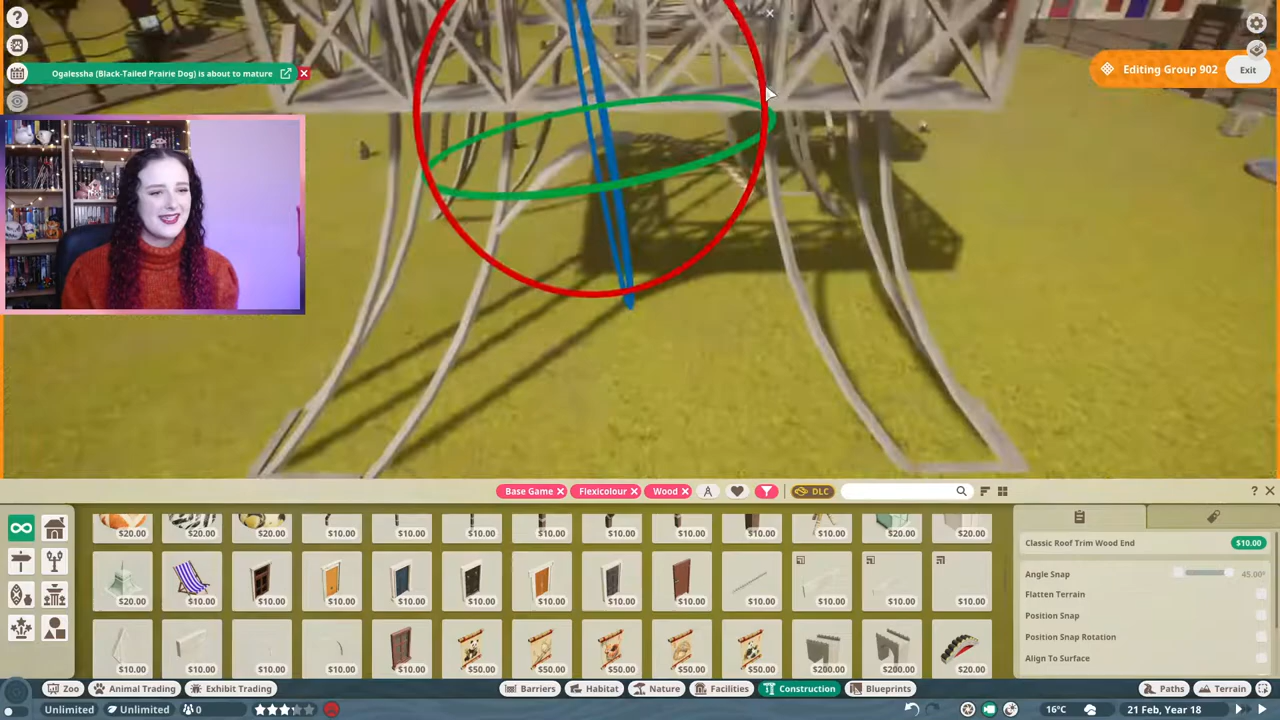 Ogalessha (Black-Tailed Prairie Dog) is about to mature
Editing Group 902
Exit
Base Game
Flexicolour
Wood
DLC
$20.00 $20.00 $20.00 $10.00 $10.00 $10.00 $10.00 $10.00 $10.00 $10.00 $10.00 $20.00 $20.00
$20.00 $10.00 $10.00 $10.00 $10.00 $10.00 $10.00 $10.00 $10.00 $10.00 $10.00 $10.00 $10.00
$10.00 $10.00 $10.00 $10.00 $10.00 $50.00 $50.00 $50.00 $50.00 $50.00 $200.00 $200.00 $20.00
Classic Roof Trim Wood End
$10.00
Angle Snap
45.00°
Flatten Terrain
Position Snap
Position Snap Rotation
Align To Surface
Zoo
Animal Trading
Exhibit Trading
Barriers
Habitat
Nature
Facilities
Construction
Blueprints
Paths
Terrain
Unlimited
Unlimited
0
16°C
21 Feb, Year 18